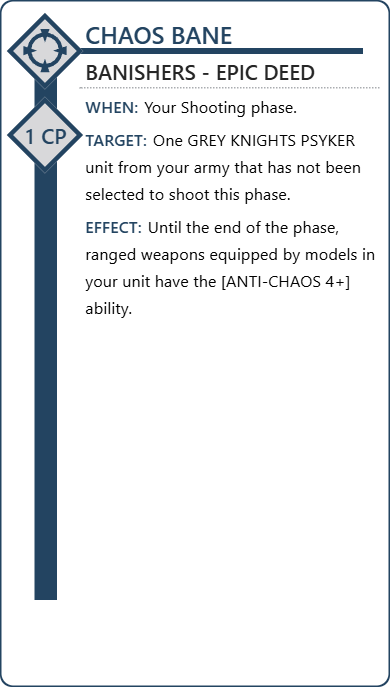 CHAOS BANE
BANISHERS - EPIC DEED
WHEN: Your Shooting phase.
1 CP
TARGET: One GREY KNIGHTS PSYKER
unit from your army that has not been
selected to shoot this phase.
EFFECT: Until the end of the phase,
ranged weapons equipped by models in
your unit have the [ANTI-CHAOS 4+]
ability.